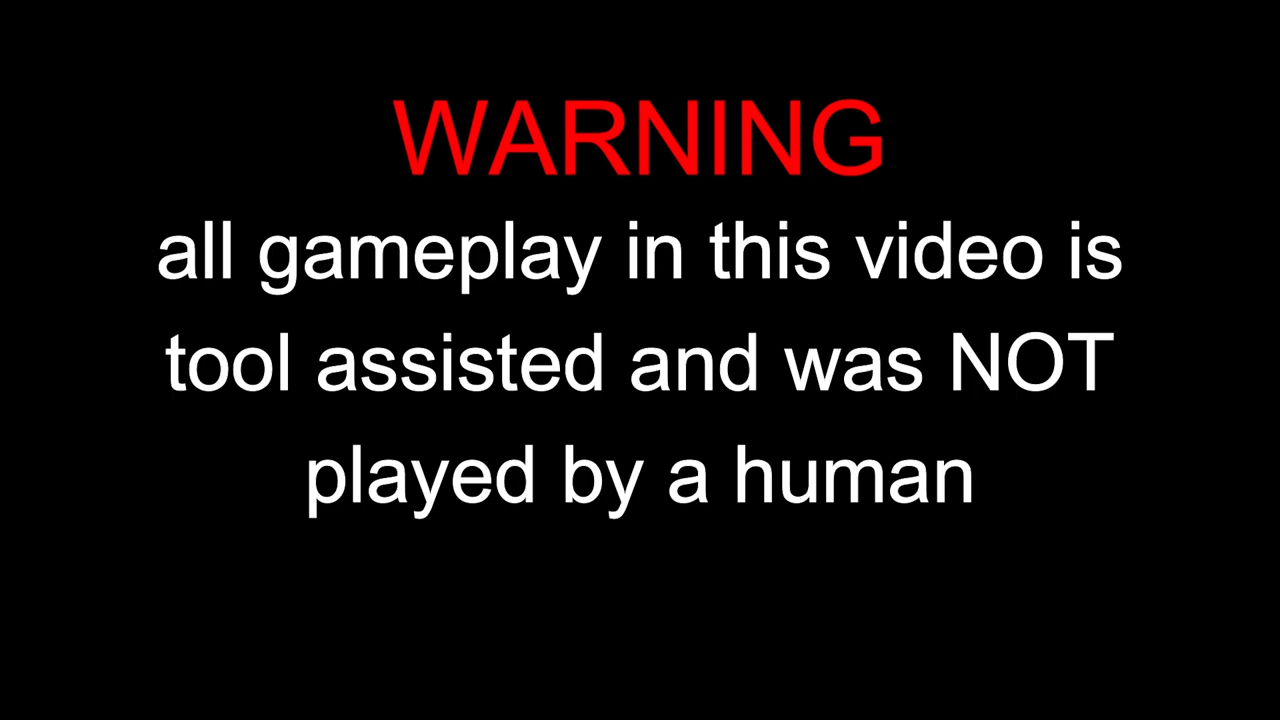 WARNING
all gameplay in this video is
tool assisted and was NOT
played by a human